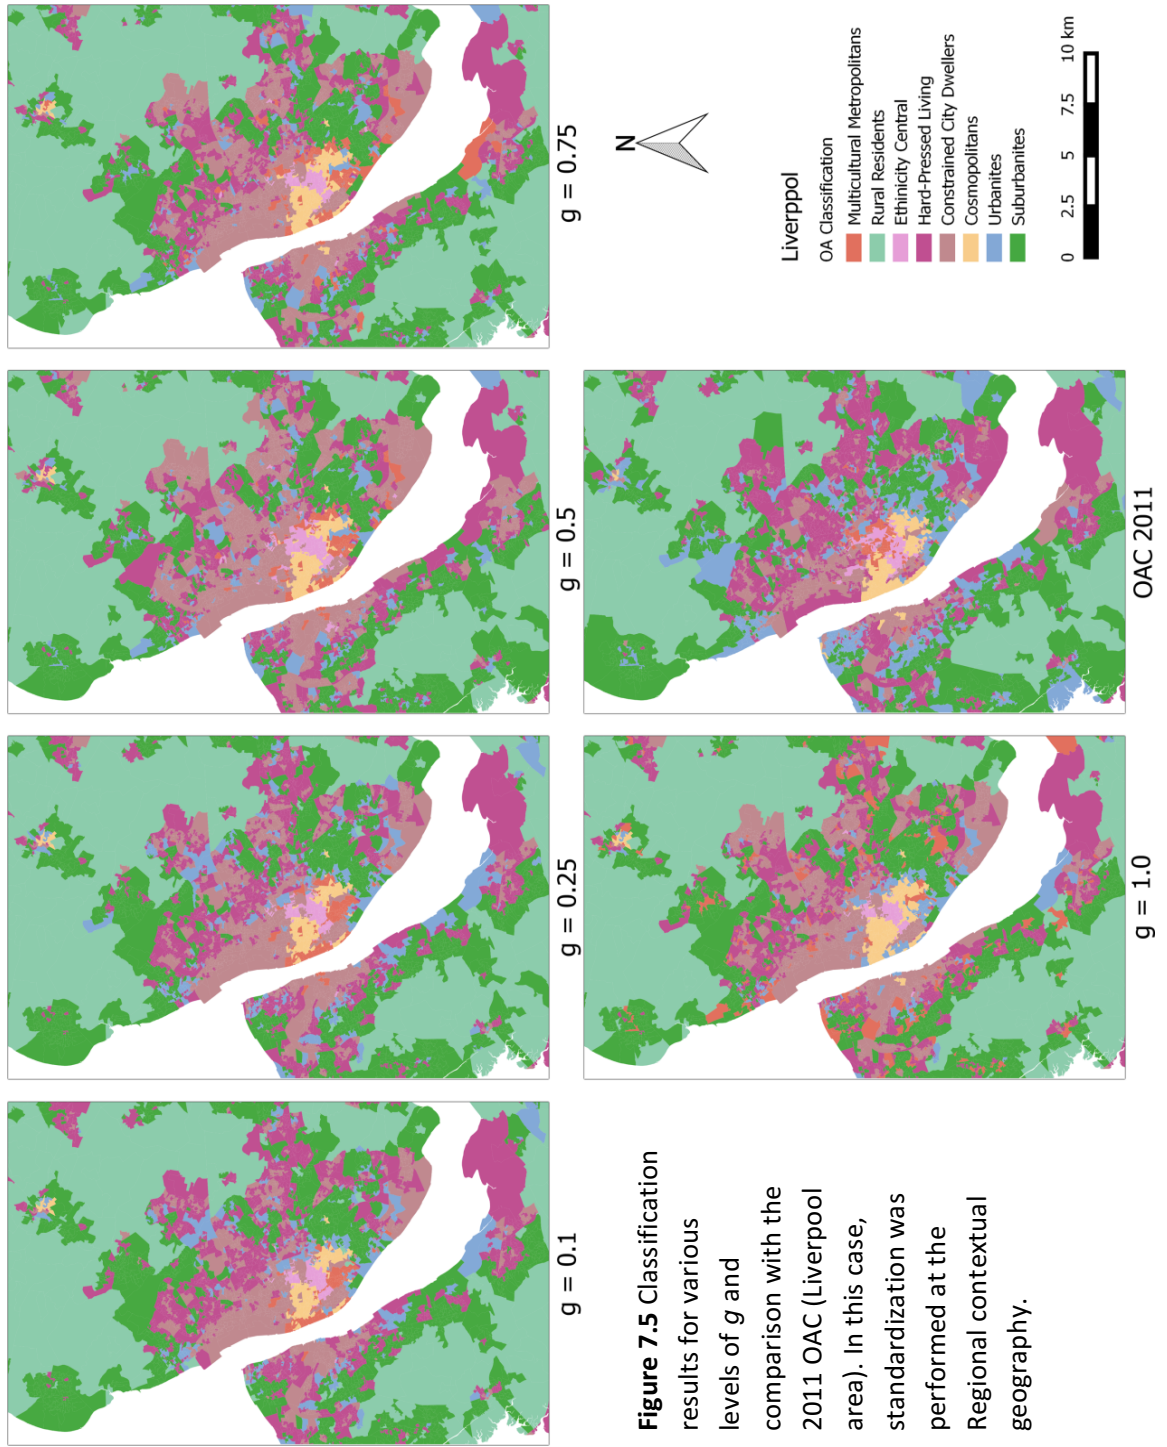 g = 0.1
g = 0.25
g = 0.5
g = 0.75
Figure 7.5 Classification
results for various
levels of g and
comparison with the
2011 OAC (Liverpool
area). In this case,
standardization was
performed at the
Regional contextual
geography.
g = 1.0
OAC 2011
N
Liverppol
OA Classification
Multicultural Metropolitans
Rural Residents
Ethnicity Central
Hard-Pressed Living
Constrained City Dwellers
Cosmopolitans
Urbanites
Suburbanites
0 2.5 5 7.5 10 km